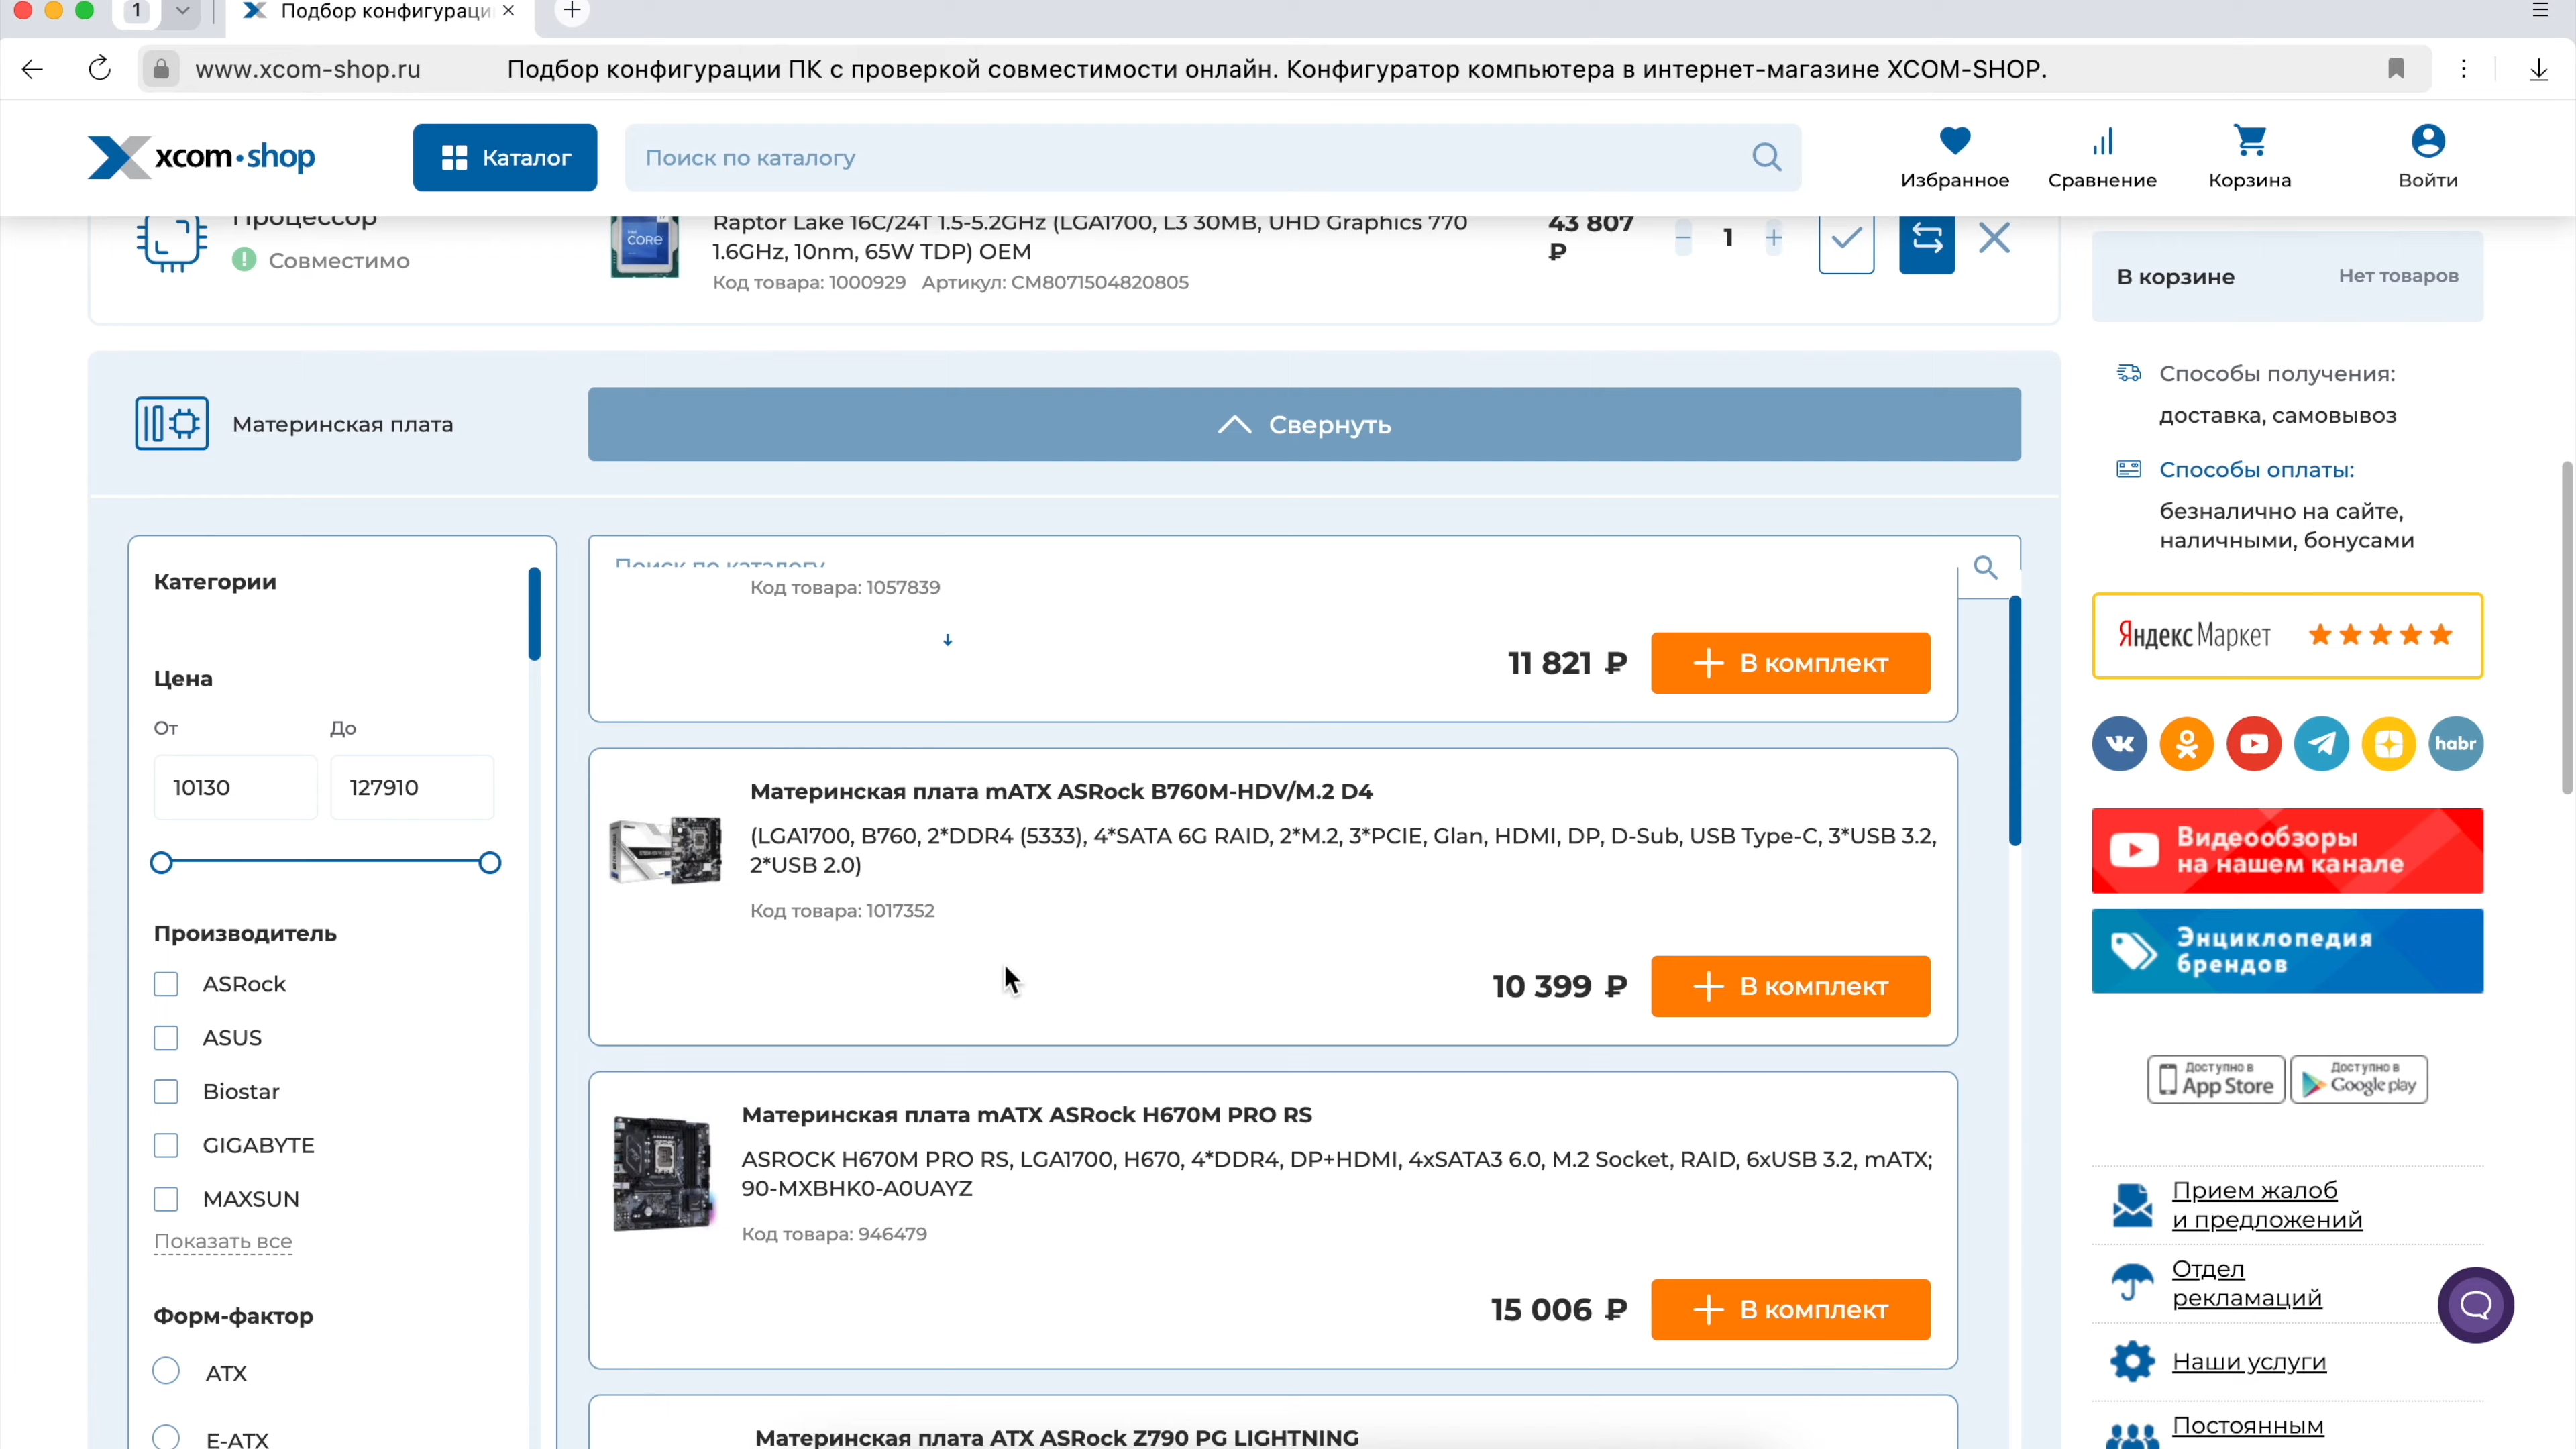 1
Подбор конфигураци
www.xcom-shop.ru
Подбор конфигурации ПК с проверкой совместимости онлайн. Конфигуратор компьютера в интернет-магазине XCOM-SHOP.
xcom·shop
Каталог
Поиск по каталогу
Избранное
Сравнение
Корзина
Войти
Процессор
Совместимо
CORE
Raptor Lake 16C/24T 1.5-5.2GHz (LGA1700, L3 30MB, UHD Graphics 770
1.6GHz, 10nm, 65W TDP) OEM
Код товара: 1000929 Артикул: CM8071504820805
43 807
₽
1
Материнская плата
Свернуть
Категории
Цена
От
До
10130
127910
Производитель
ASRock
ASUS
Biostar
GIGABYTE
MAXSUN
Показать все
Форм-фактор
ATX
E-ATX
Поиск по каталогу
Код товара: 1057839
11 821 ₽
В комплект
Материнская плата mATX ASRock B760M-HDV/M.2 D4
(LGA1700, B760, 2*DDR4 (5333), 4*SATA 6G RAID, 2*M.2, 3*PCIE, Glan, HDMI, DP, D-Sub, USB Type-C, 3*USB 3.2,
2*USB 2.0)
Код товара: 1017352
10 399 ₽
В комплект
Материнская плата mATX ASRock H670M PRO RS
ASROCK H670M PRO RS, LGA1700, H670, 4*DDR4, DP+HDMI, 4xSATA3 6.0, M.2 Socket, RAID, 6xUSB 3.2, mATX;
90-MXBHK0-A0UAYZ
Код товара: 946479
15 006 ₽
В комплект
Материнская плата ATX ASRock Z790 PG LIGHTNING
В корзине
Нет товаров
Способы получения:
доставка, самовывоз
Способы оплаты:
безналично на сайте,
наличными, бонусами
Яндекс Маркет
habr
Видеообзоры
на нашем канале
Энциклопедия
брендов
Доступно в
App Store
Доступно в
Google play
Прием жалоб
и предложений
Отдел
рекламаций
Наши услуги
Постоянным